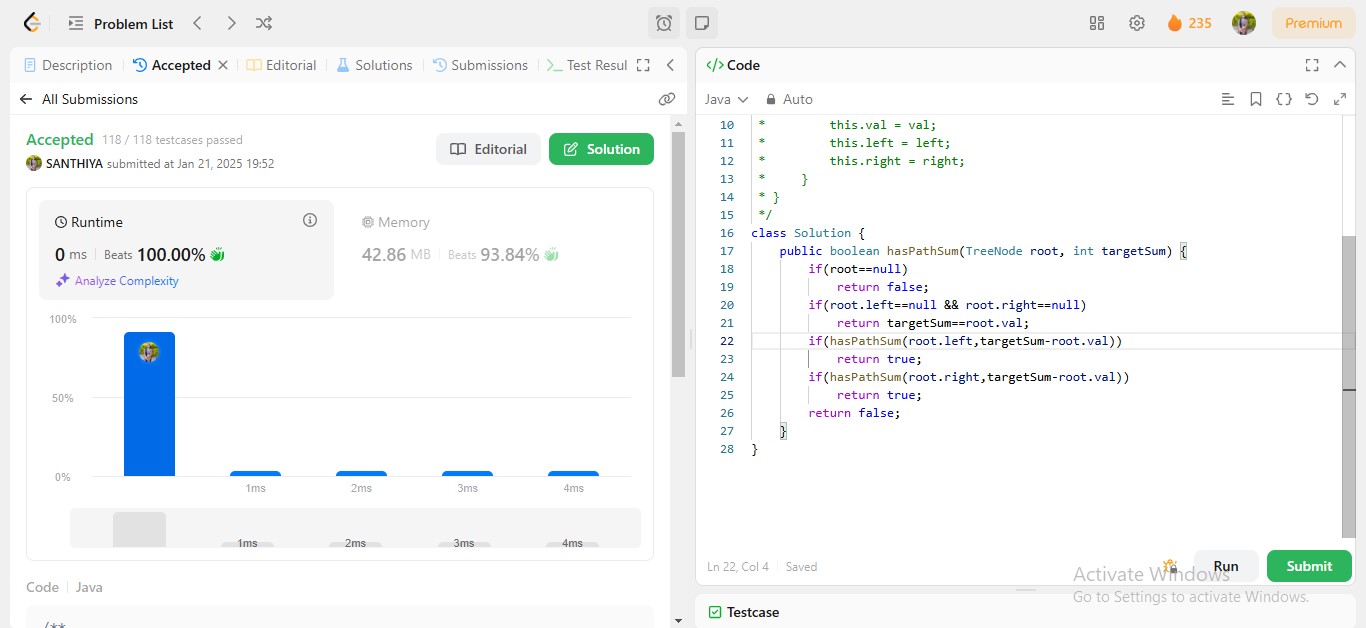 Problem List
235
Premium
Description
Accepted
Editorial
Solutions
Submissions
Test Resul
All Submissions
Accepted 118 / 118 testcases passed
SANTHIYA submitted at Jan 21, 2025 19:52
Editorial
Solution
Runtime
0 ms Beats 100.00%
Analyze Complexity
Memory
42.86 MB Beats 93.84%
100%
50%
0%
1ms 2ms 3ms 4ms
1ms 2ms 3ms 4ms
Code Java
/**
</> Code
Java Auto
10 * this.val = val;
11 * this.left = left;
12 * this.right = right;
13 * }
14 * }
15 */
16 class Solution {
17 public boolean hasPathSum(TreeNode root, int targetSum) {
18 if(root==null)
19 return false;
20 if(root.left==null && root.right==null)
21 return targetSum==root.val;
22 if(hasPathSum(root.left,targetSum-root.val))
23 return true;
24 if(hasPathSum(root.right,targetSum-root.val))
25 return true;
26 return false;
27 }
28 }
Ln 22, Col 4 Saved
Run
Submit
Activate Windows
Go to Settings to activate Windows.
Testcase